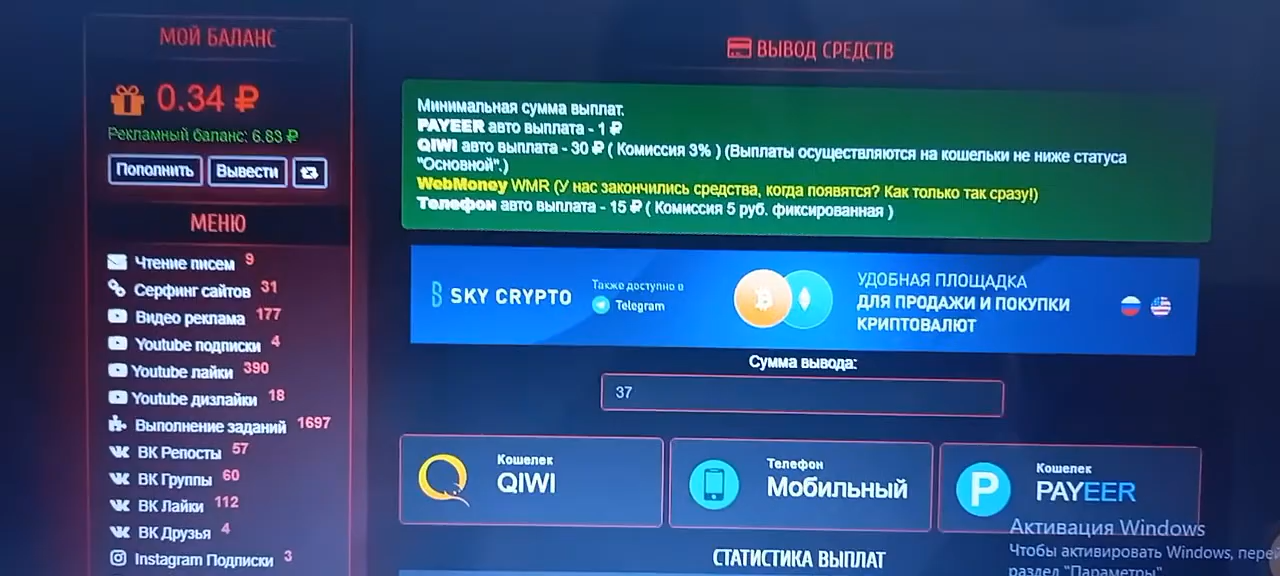 МОЙ БАЛАНС
0.34 ₽
Рекламный баланс: 6.83 ₽
Пополнить
Вывести
МЕНЮ
Чтение писем 9
Серфинг сайтов 31
Видео реклама 177
Youtube подписки 4
Youtube лайки 390
Youtube дизлайки 18
Выполнение заданий 1697
ВК Репосты 57
ВК Группы 60
ВК Лайки 112
ВК Друзья 4
Instagram Подписки 3
ВЫВОД СРЕДСТВ
Минимальная сумма выплат:
PAYEER авто выплата - 1 ₽
QIWI авто выплата - 30 ₽ ( Комиссия 3% ) (Выплаты осуществляются на кошельки не ниже статуса
"Основной".)
WebMoney WMR (У нас закончились средства, когда появятся? Как только так сразу!)
Телефон авто выплата - 15 ₽ ( Комиссия 5 руб. фиксированная )
SKY CRYPTO
Также доступно в
Telegram
УДОБНАЯ ПЛОЩАДКА
ДЛЯ ПРОДАЖИ И ПОКУПКИ
КРИПТОВАЛЮТ
Сумма вывода:
37
Кошелек
QIWI
Телефон
Мобильный
Кошелек
PAYEER
СТАТИСТИКА ВЫПЛАТ
Активация Windows
Чтобы активировать Windows, пере
раздел "Параметры"